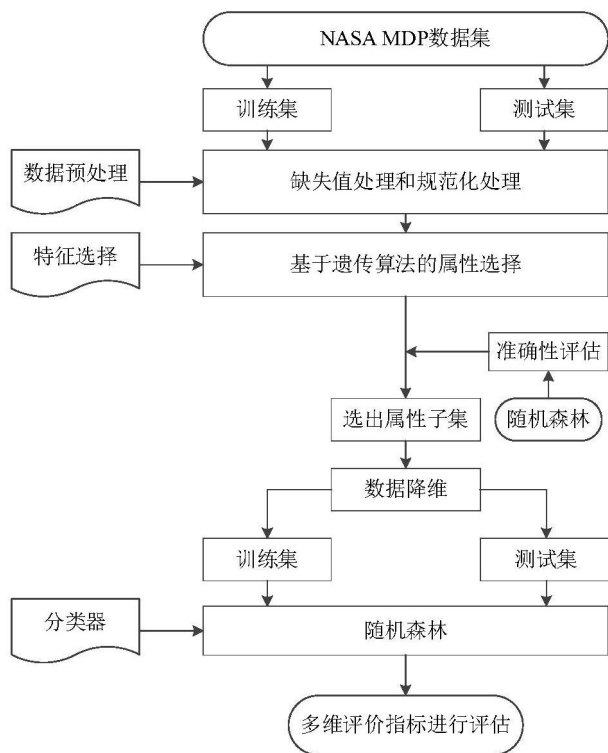 NASA MDP数据集
训练集
测试集
数据预处理
缺失值处理和规范化处理
特征选择
基于遗传算法的属性选择
准确性评估
选出属性子集
随机森林
数据降维
训练集
测试集
分类器
随机森林
多维评价指标进行评估